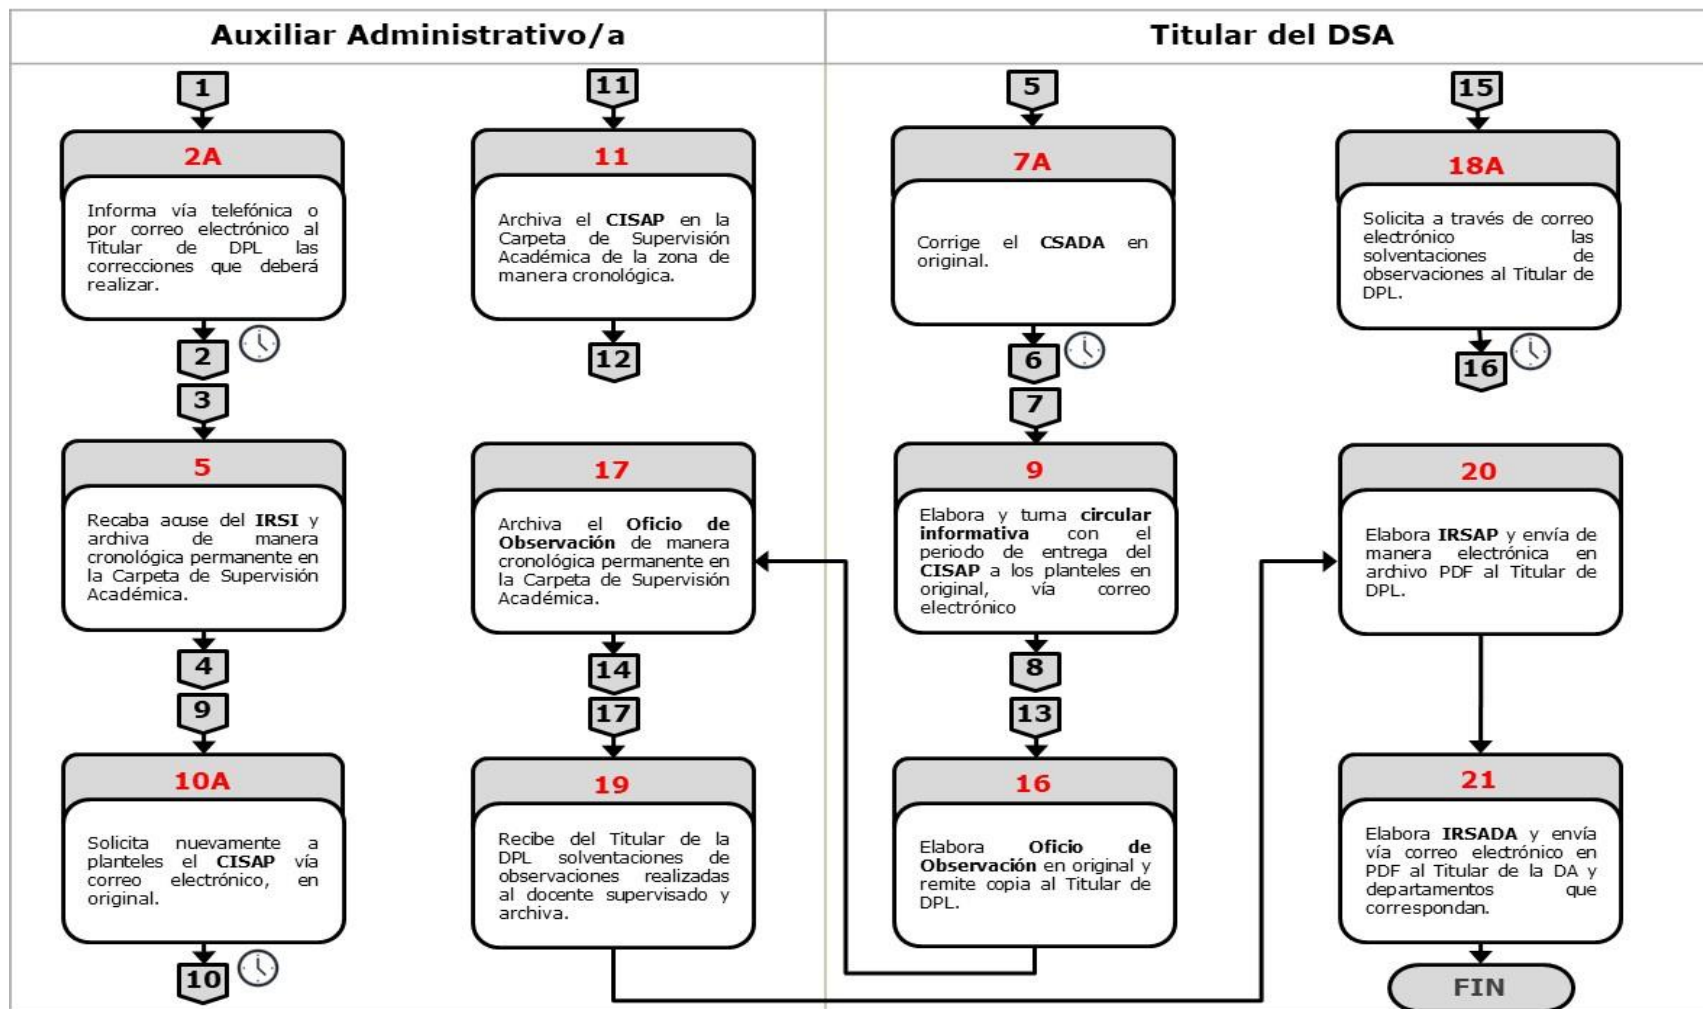 Auxiliar Administrativo/a
1
2A
Informa vía telefónica o
por correo electrónico al
Titular de DPL las
correcciones que deberá
realizar.
2
3
5
Recaba acuse del IRSI y
archiva de manera
cronológica permanente en
la Carpeta de Supervisión
Académica.
4
9
10A
Solicita nuevamente a
planteles el CISAP vía
correo electrónico, en
original.
10
11
11
Archiva el CISAP en la
Carpeta de Supervisión
Académica de la zona de
manera cronológica.
12
17
Archiva el Oficio de
Observación de manera
cronológica permanente en
la Carpeta de Supervisión
Académica.
14
17
19
Recibe del Titular de la
DPL solventaciones de
observaciones realizadas
al docente supervisado y
archiva.
Titular del DSA
5
7A
Corrige el CSADA en
original.
6
7
9
Elabora y turna circular
informativa con el
periodo de entrega del
CISAP a los planteles en
original, vía correo
electrónico
8
13
16
Elabora Oficio de
Observación en original y
remite copia al Titular de
DPL.
15
18A
Solicita a través de correo
electrónico las
solventaciones de
observaciones al Titular de
DPL.
16
20
Elabora IRSAP y envía de
manera electrónica en
archivo PDF al Titular de
DPL.
21
Elabora IRSADA y envía
vía correo electrónico en
PDF al Titular de la DA y
departamentos que
correspondan.
FIN